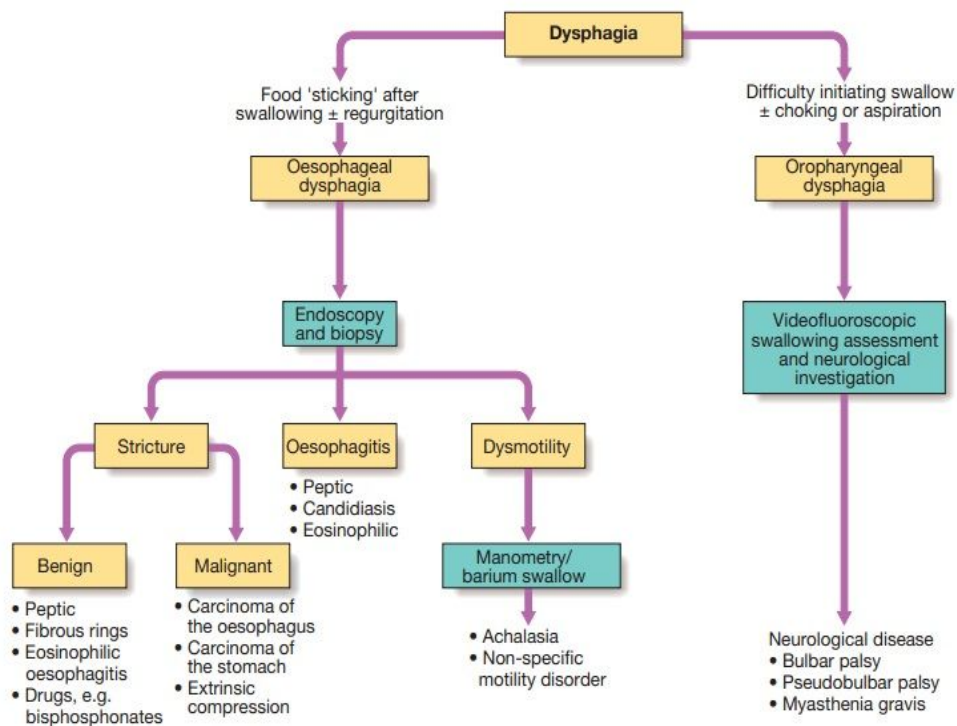 Dysphagia
Food 'sticking' after
swallowing ± regurgitation
Difficulty initiating swallow
± choking or aspiration
Oesophageal
dysphagia
Oropharyngeal
dysphagia
Endoscopy
and biopsy
Videofluoroscopic
swallowing assessment
and neurological
investigation
Stricture
Oesophagitis
• Peptic
• Candidiasis
• Eosinophilic
Dysmotility
Benign
• Peptic
• Fibrous rings
• Eosinophilic
oesophagitis
• Drugs, e.g.
bisphosphonates
Malignant
• Carcinoma of
the oesophagus
• Carcinoma of
the stomach
• Extrinsic
compression
Manometry/
barium swallow
• Achalasia
• Non-specific
motility disorder
Neurological disease
• Bulbar palsy
• Pseudobulbar palsy
• Myasthenia gravis